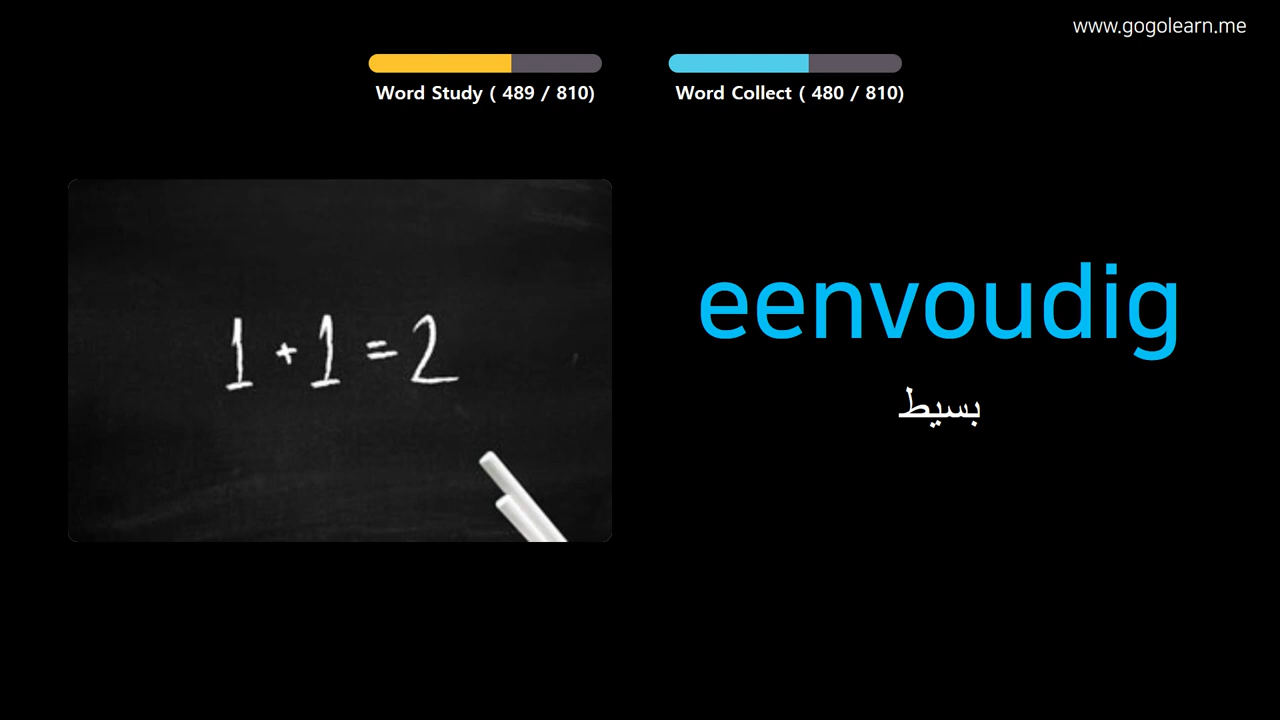 www.gogolearn.me
Word Study ( 489 / 810)
Word Collect ( 480 / 810)
1 + 1 = 2
eenvoudig
بسيط